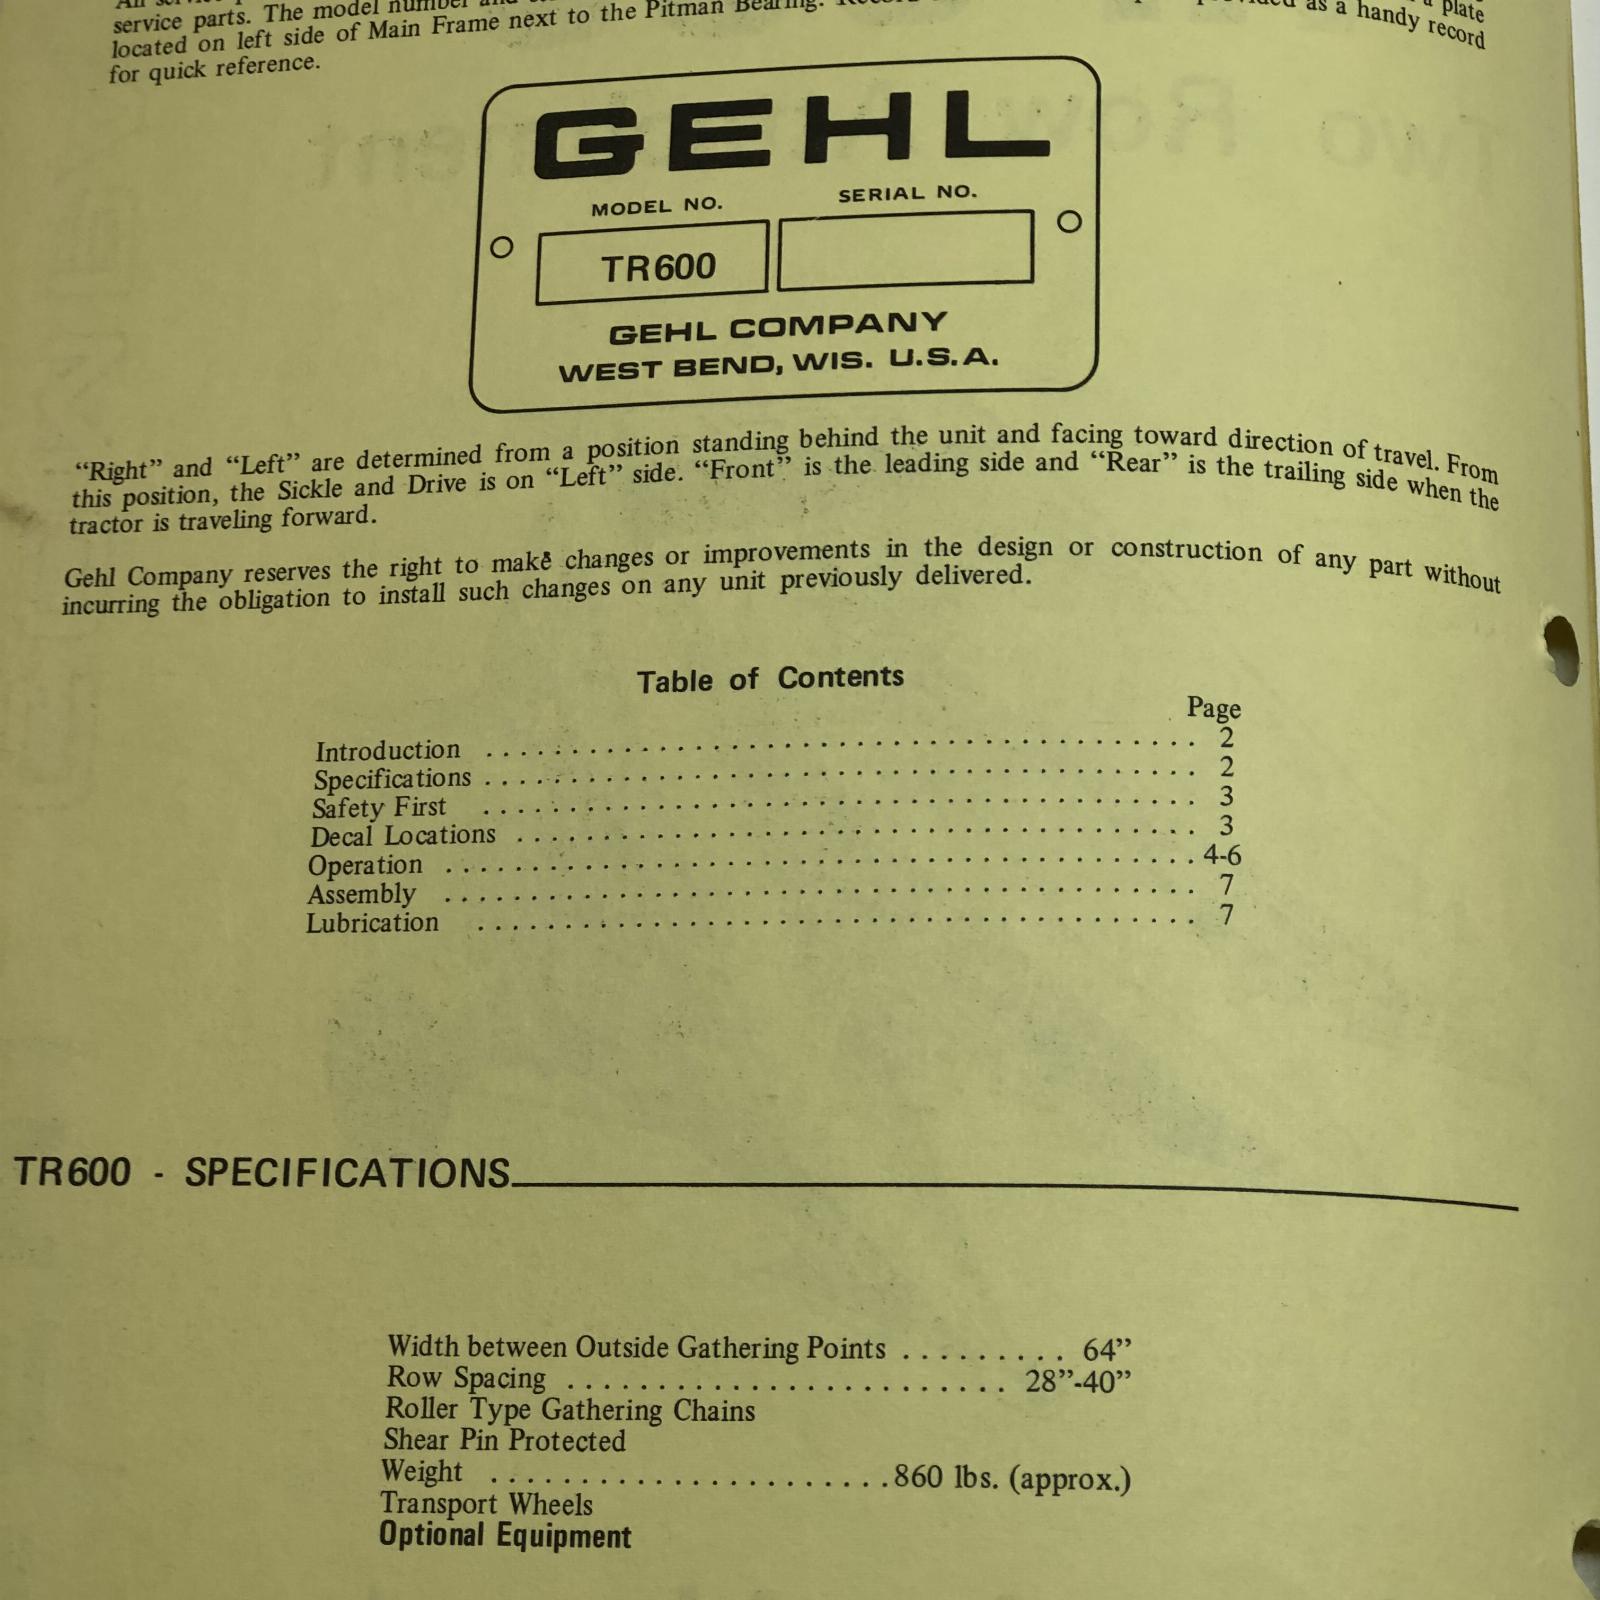 service parts. The model number
located on left side of Main Frame next to the Pitman Bearing. as a handy record
for quick reference.
plate
GEHL
MODEL NO. SERIAL NO.
TR600
GEHL COMPANY
WEST BEND, WIS. U.S.A.
“Right” and “Left” are determined from a position standing behind the unit and facing toward direction of travel. From
this position, the Sickle and Drive is on “Left” side. “Front” is the leading side and “Rear” is the trailing side when the
tractor is traveling forward.
Gehl Company reserves the right to make changes or improvements in the design or construction of any part without
incurring the obligation to install such changes on any unit previously delivered.
Table of Contents
Page
Introduction . . . . . . . . . . . . . . . . . . . . . . . . . . . . . . . . . . . . . 2
Specifications . . . . . . . . . . . . . . . . . . . . . . . . . . . . . . . . . . . . . 2
Safety First . . . . . . . . . . . . . . . . . . . . . . . . . . . . . . . . . . . . . 3
Decal Locations . . . . . . . . . . . . . . . . . . . . . . . . . . . . . . . . . . . 3
Operation . . . . . . . . . . . . . . . . . . . . . . . . . . . . . . . . . . . . . . . 4-6
Assembly . . . . . . . . . . . . . . . . . . . . . . . . . . . . . . . . . . . . . . . 7
Lubrication . . . . . . . . . . . . . . . . . . . . . . . . . . . . . . . . . . . . . 7
TR600 - SPECIFICATIONS
Width between Outside Gathering Points . . . . . . . . . 64”
Row Spacing . . . . . . . . . . . . . . . . . . . . . . . 28”-40”
Roller Type Gathering Chains
Shear Pin Protected
Weight . . . . . . . . . . . . . . . . . . . . . 860 lbs. (approx.)
Transport Wheels
Optional Equipment